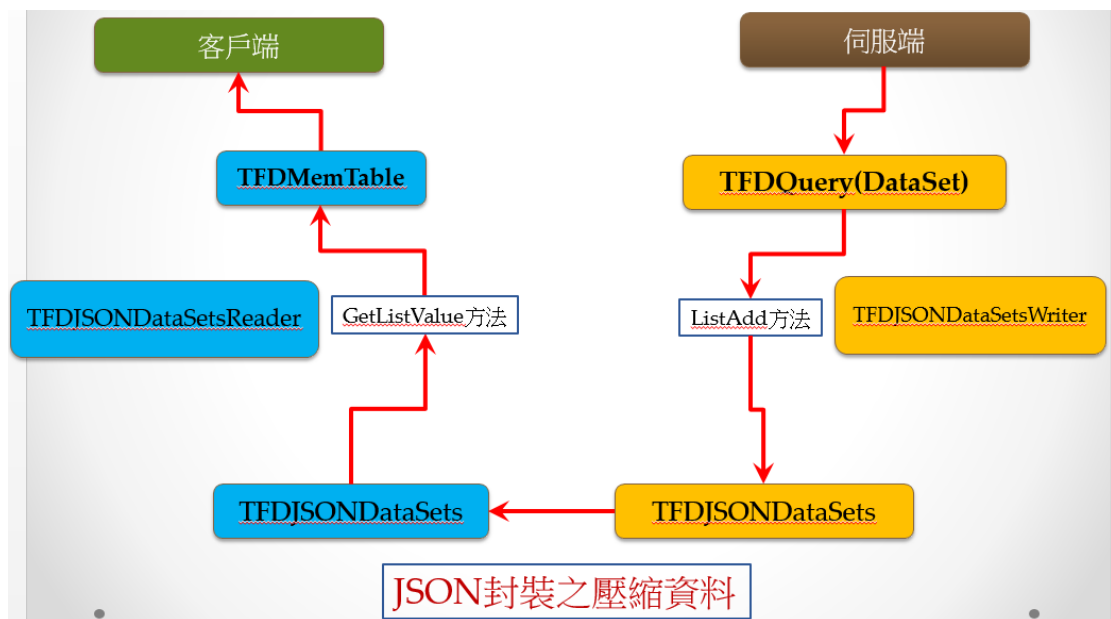 客戶端
伺服端
TFDMemTable
TFDQuery(DataSet)
TFDJSONDataSetsReader
GetListValue方法
ListAdd方法
TFDJSONDataSetsWriter
TFDJSONDataSets
TFDJSONDataSets
JSON封裝之壓縮資料